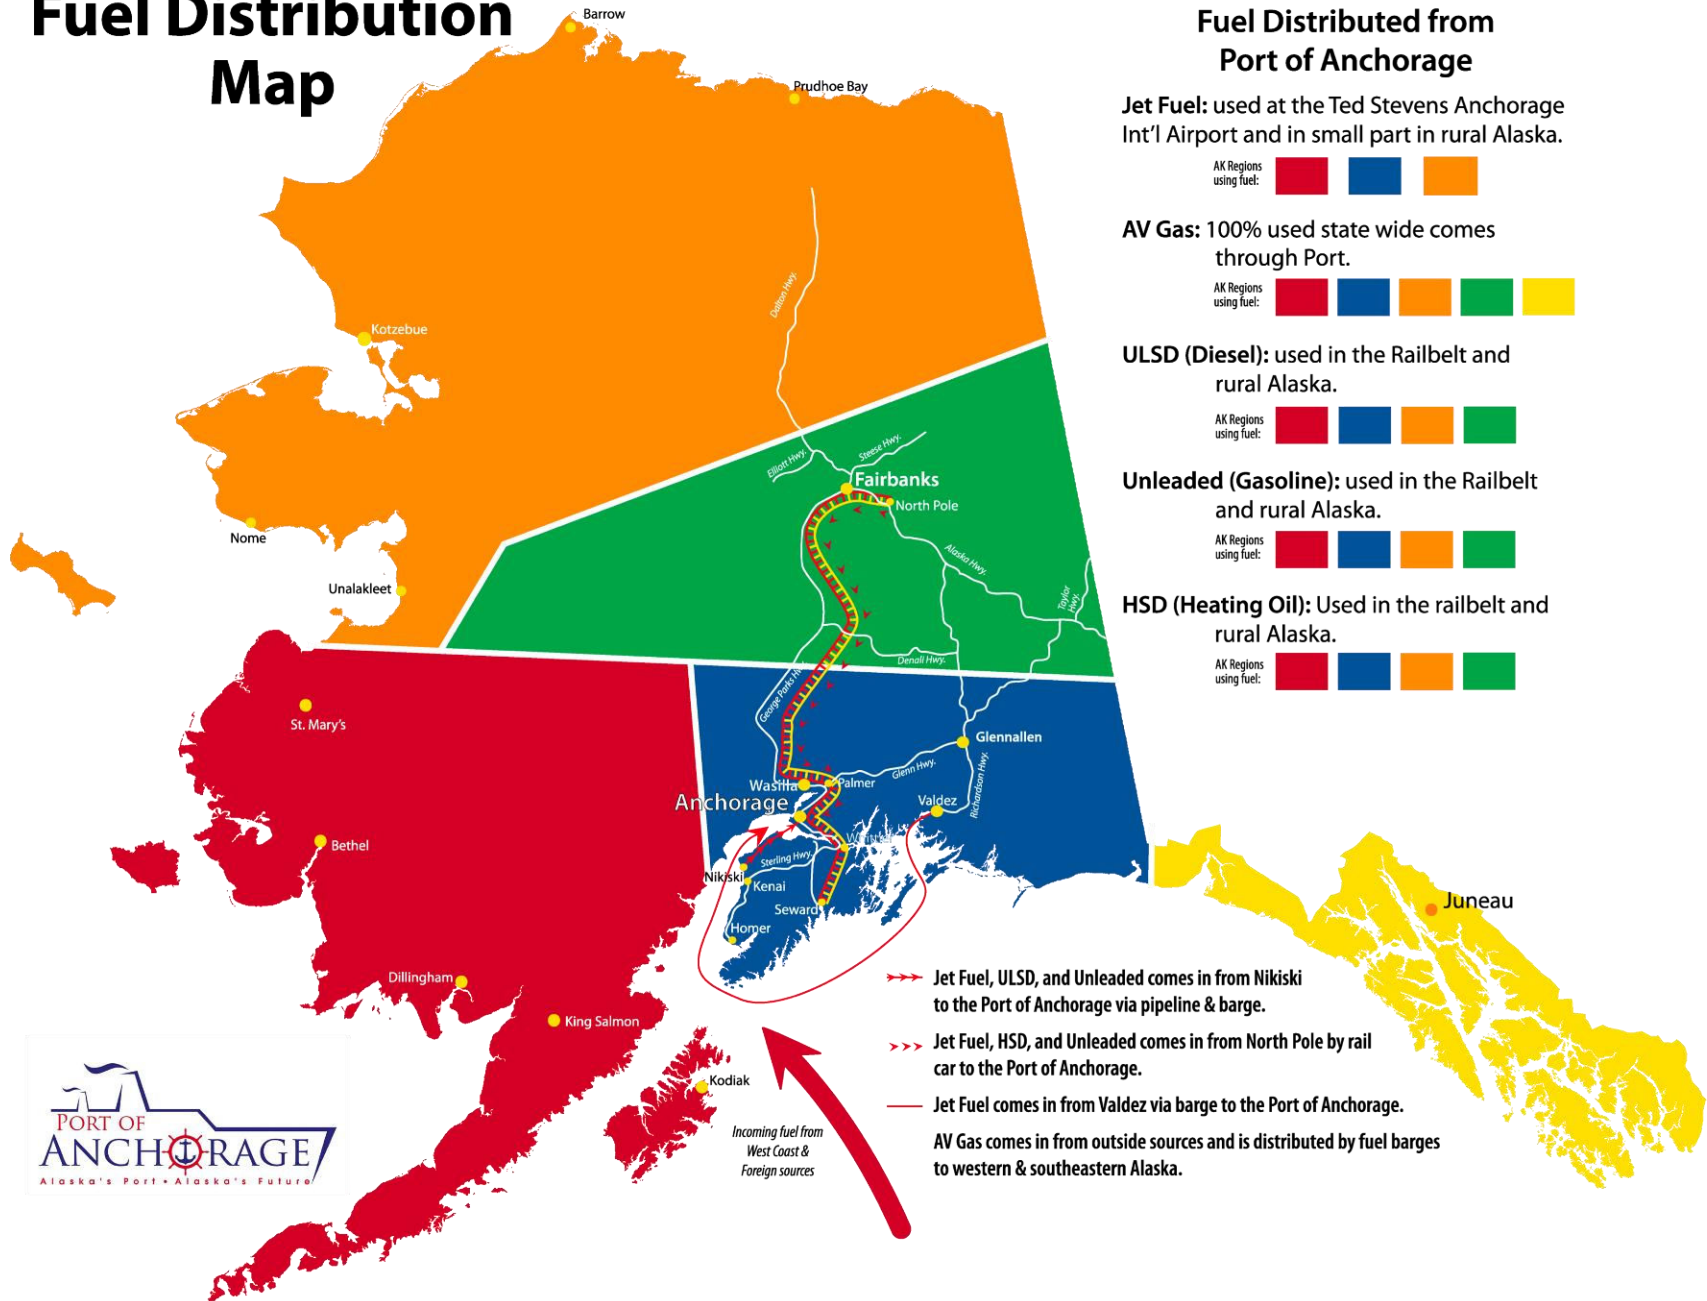 Fuel Distribution
Map
Barrow
Prudhoe Bay
Dalton Hwy.
Kotzebue
Elliott Hwy.
Steese Hwy.
Fairbanks
North Pole
Nome
Alaska Hwy.
Unalakleet
Taylor
Hwy.
Denali Hwy.
George Parks
St. Mary's
Glennallen
Glenn Hwy.
Richardson Hwy.
Wasilla
Palmer
Anchorage
Valdez
Bethel
Sterling Hwy.
Nikiski
Kenai
Seward
Homer
Juneau
Dillingham
King Salmon
Kodiak
Incoming fuel from
West Coast &
Foreign sources
PORT OF
ANCHORAGE
Alaska's Port • Alaska's Future
Fuel Distributed from
Port of Anchorage
Jet Fuel: used at the Ted Stevens Anchorage
Int'l Airport and in small part in rural Alaska.
AK Regions
using fuel:
AV Gas: 100% used state wide comes
through Port.
AK Regions
using fuel:
ULSD (Diesel): used in the Railbelt and
rural Alaska.
AK Regions
using fuel:
Unleaded (Gasoline): used in the Railbelt
and rural Alaska.
AK Regions
using fuel:
HSD (Heating Oil): Used in the railbelt and
rural Alaska.
AK Regions
using fuel:
Jet Fuel, ULSD, and Unleaded comes in from Nikiski
to the Port of Anchorage via pipeline & barge.
Jet Fuel, HSD, and Unleaded comes in from North Pole by rail
car to the Port of Anchorage.
Jet Fuel comes in from Valdez via barge to the Port of Anchorage.
AV Gas comes in from outside sources and is distributed by fuel barges
to western & southeastern Alaska.